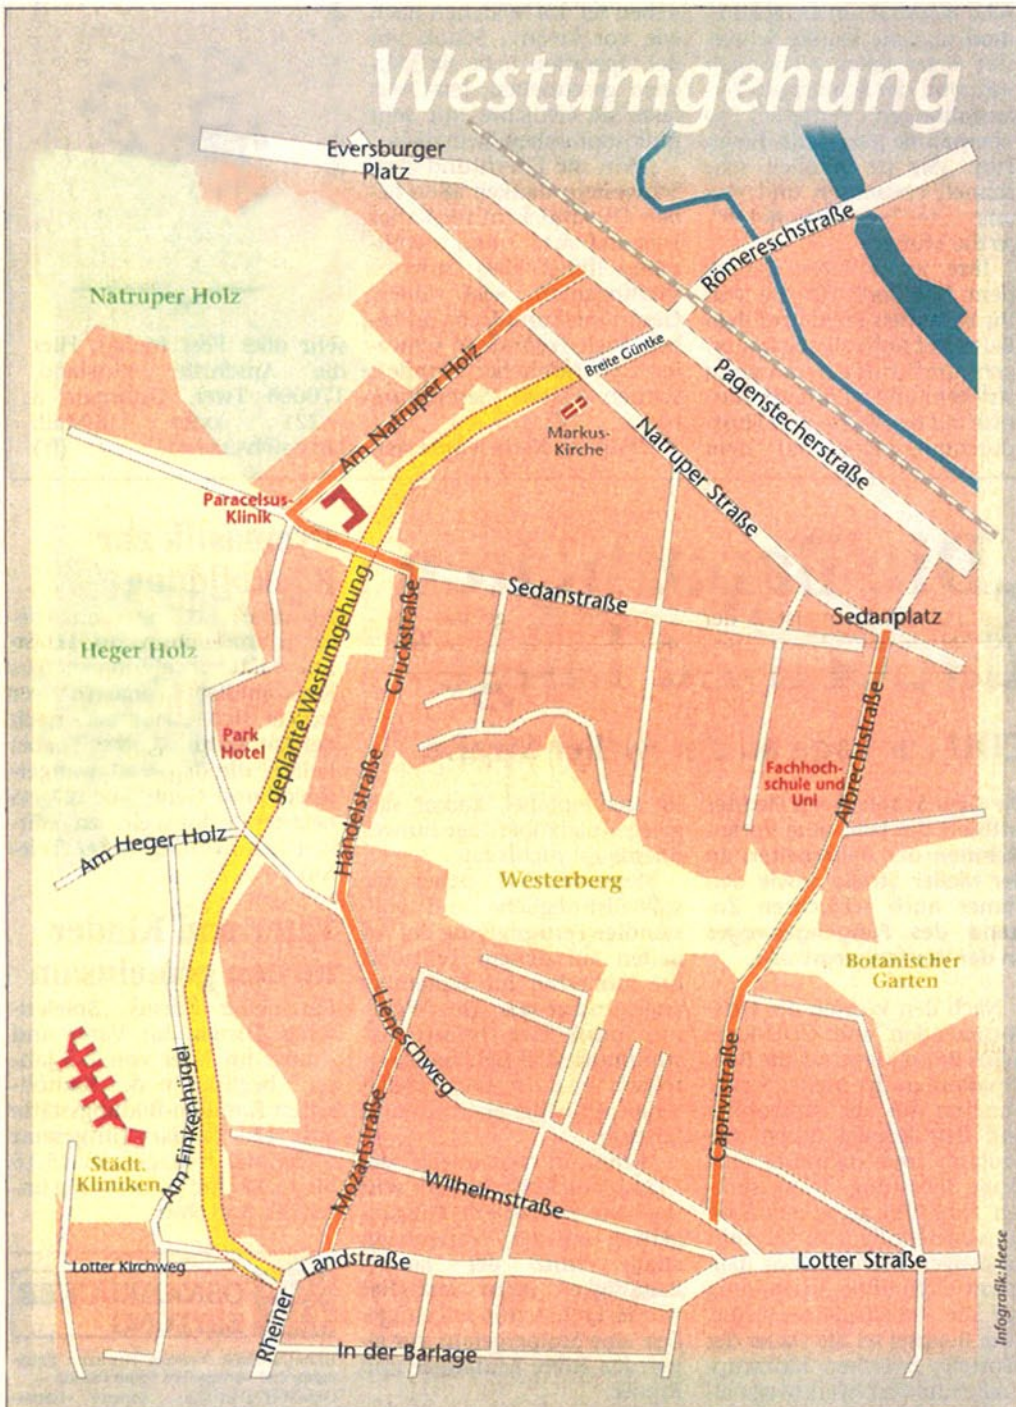 Westumgehung
Eversburger
Platz
Römereschstraße
Natruper Holz
Breite Güntke
Am Natruper Holz
Pagenstecherstraße
Markus-
Kirche
Natruper Straße
Paracelsus-
Klinik
Sedanstraße
Sedanplatz
Gluckstraße
Heger Holz
geplante Westumgehung
Park
Hotel
Albrechtstraße
Fachhoch-
schule und
Uni
Händelstraße
Am Heger Holz
Westerberg
Botanischer
Garten
Lieneschweg
Caprivistraße
Am Finkenhügel
Mozartstraße
Städt.
Kliniken
Wilhelmstraße
Lotter Kirchweg
Rheiner Landstraße
Lotter Straße
In der Barlage
Infografik: Heese